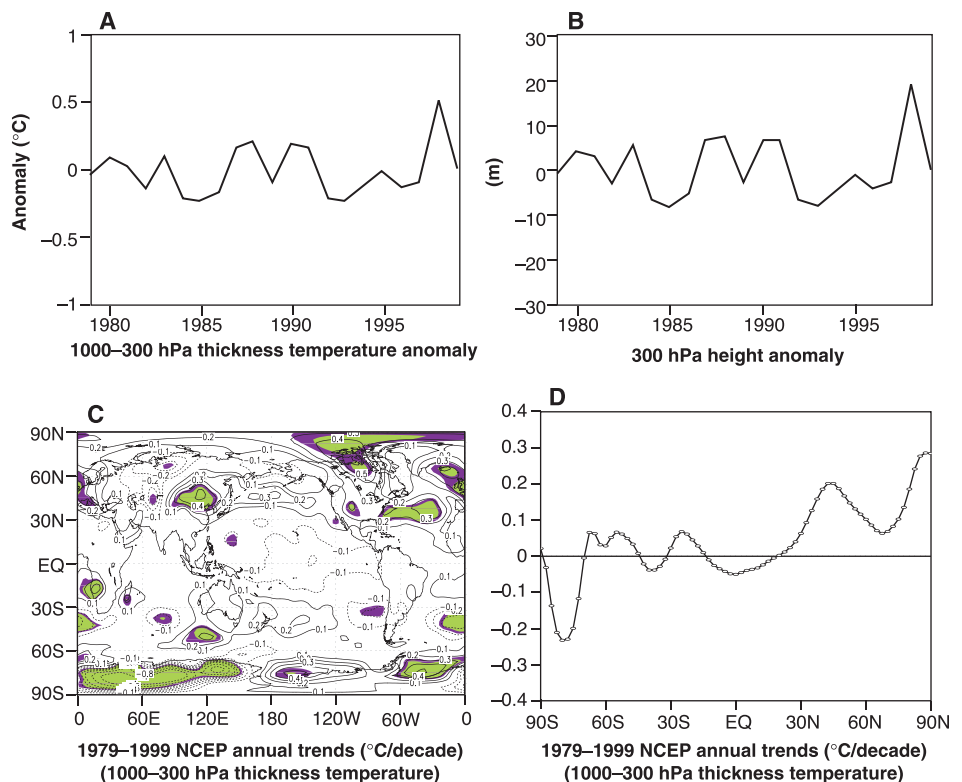 A
1
0.5
0
−0.5
−1
Anomaly (°C)
1980 1985 1990 1995
1000–300 hPa thickness temperature anomaly
B
30
20
10
0
−10
−20
−30
(m)
1980 1985 1990 1995
300 hPa height anomaly
C
90N
60N
30N
EQ
30S
60S
90S
0 60E 120E 180 120W 60W 0
1979–1999 NCEP annual trends (°C/decade)
(1000–300 hPa thickness temperature)
D
0.4
0.3
0.2
0.1
0
−0.1
−0.2
−0.3
−0.4
90S 60S 30S EQ 30N 60N 90N
1979–1999 NCEP annual trends (°C/decade)
(1000–300 hPa thickness temperature)